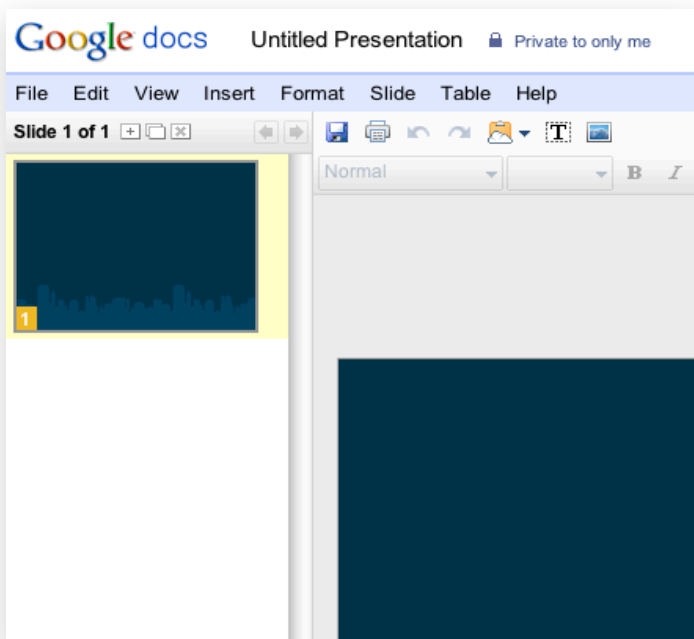 Google docs Untitled Presentation Private to only me
File Edit View Insert Format Slide Table Help
Slide 1 of 1
T
Normal B I
1